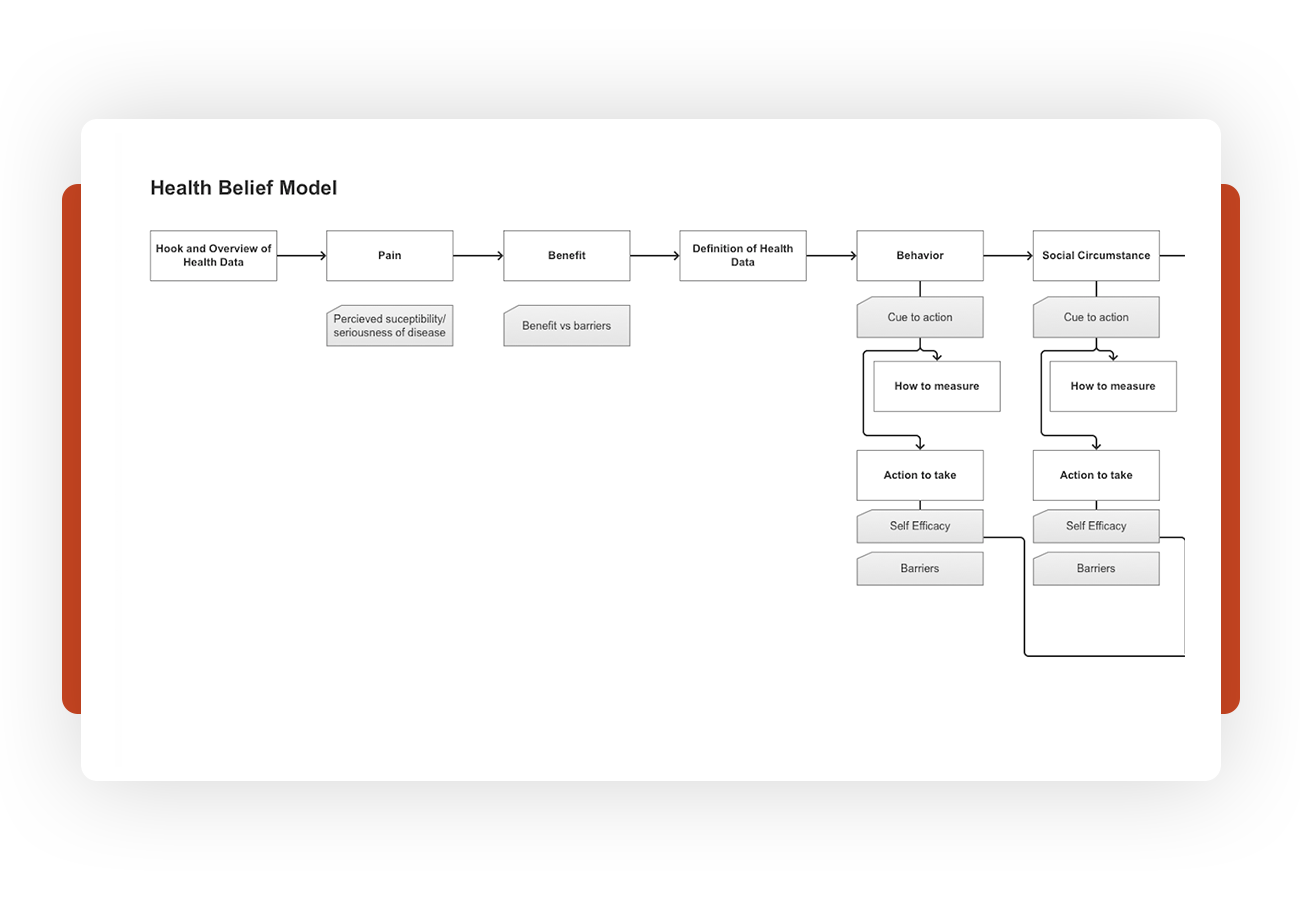 Health Belief Model
Hook and Overview of
Health Data
Pain
Benefit
Definition of Health
Data
Behavior
Social Circumstance
Percieved suceptibility/
seriousness of disease
Benefit vs barriers
Cue to action
Cue to action
How to measure
How to measure
Action to take
Action to take
Self Efficacy
Self Efficacy
Barriers
Barriers